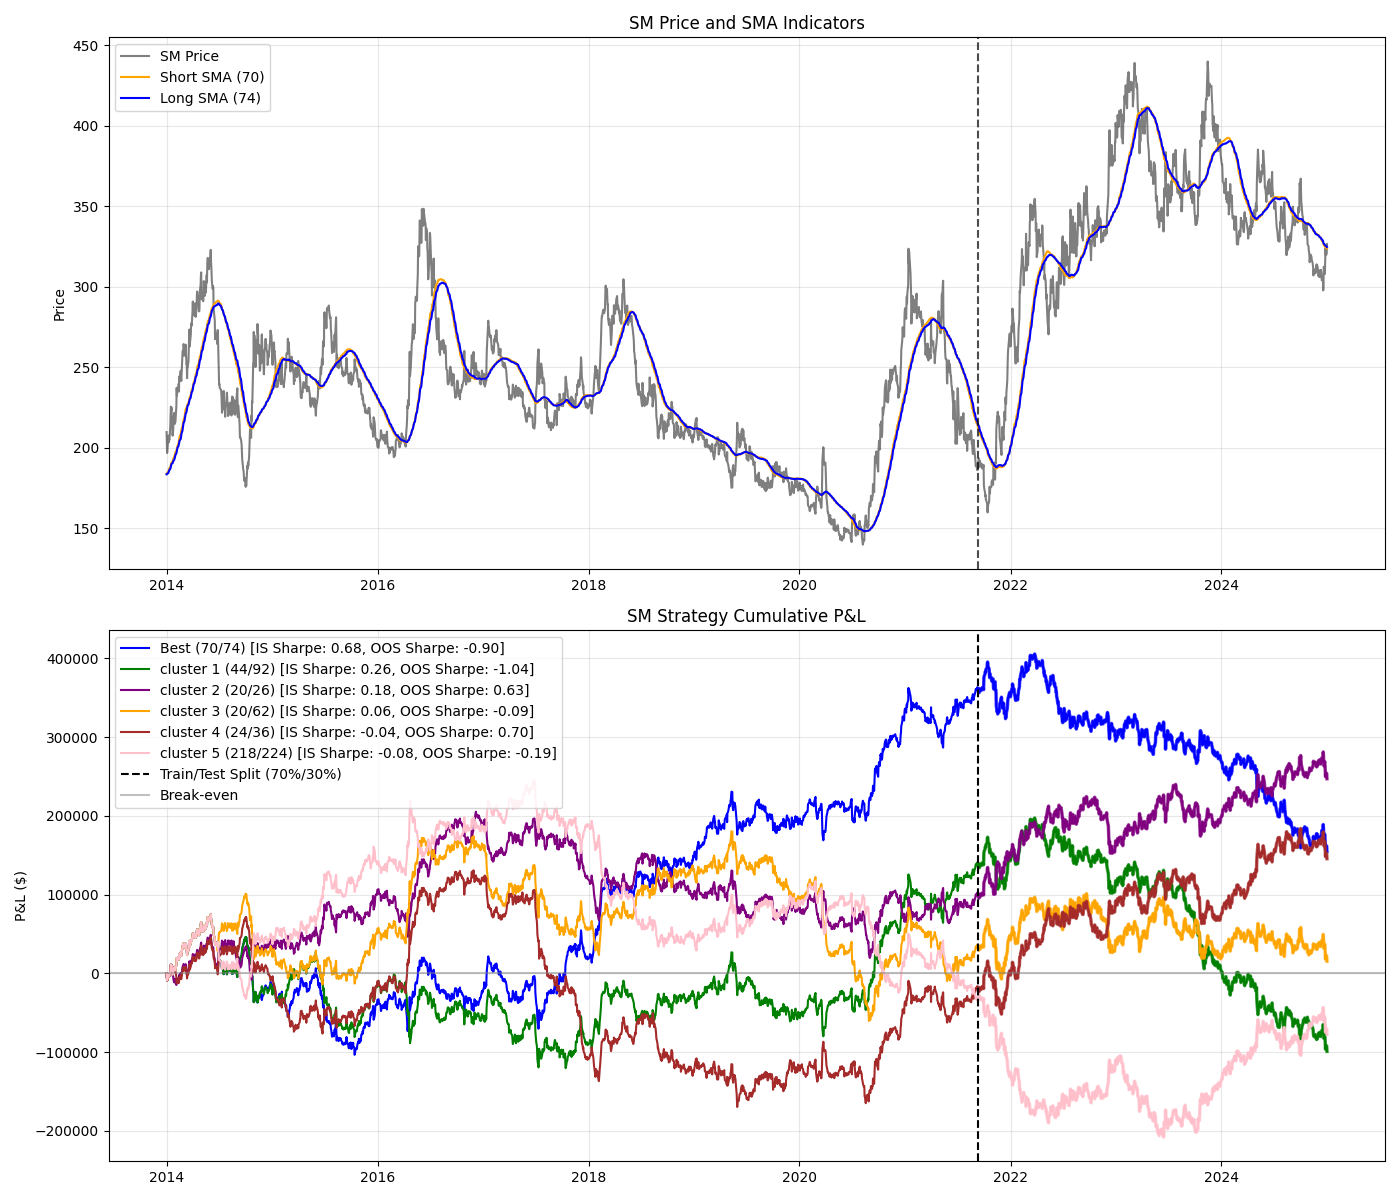 SM Price and SMA Indicators
SM Price
Short SMA (70)
Long SMA (74)
Price
450
400
350
300
250
200
150
2014
2016
2018
2020
2022
2024
SM Strategy Cumulative P&L
Best (70/74) [IS Sharpe: 0.68, OOS Sharpe: -0.90]
cluster 1 (44/92) [IS Sharpe: 0.26, OOS Sharpe: -1.04]
cluster 2 (20/26) [IS Sharpe: 0.18, OOS Sharpe: 0.63]
cluster 3 (20/62) [IS Sharpe: 0.06, OOS Sharpe: -0.09]
cluster 4 (24/36) [IS Sharpe: -0.04, OOS Sharpe: 0.70]
cluster 5 (218/224) [IS Sharpe: -0.08, OOS Sharpe: -0.19]
Train/Test Split (70%/30%)
Break-even
P&L ($)
400000
300000
200000
100000
0
−100000
−200000
2014
2016
2018
2020
2022
2024